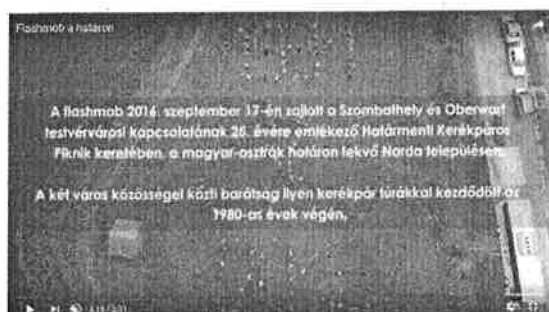 Flashmob a határon
A flashmob 2016. szeptember 17-én zajlott a Szombathely és Oberwart
testvérvárosi kapcsolatának 25. évére emlékező Határmenti Kerékpáros
Piknik keretében, a magyar-osztrák határon fekvő Narda településen.
A két város közösségei közti barátság ilyen kerékpár túrákkal kezdődött az
1980-as évek végén.